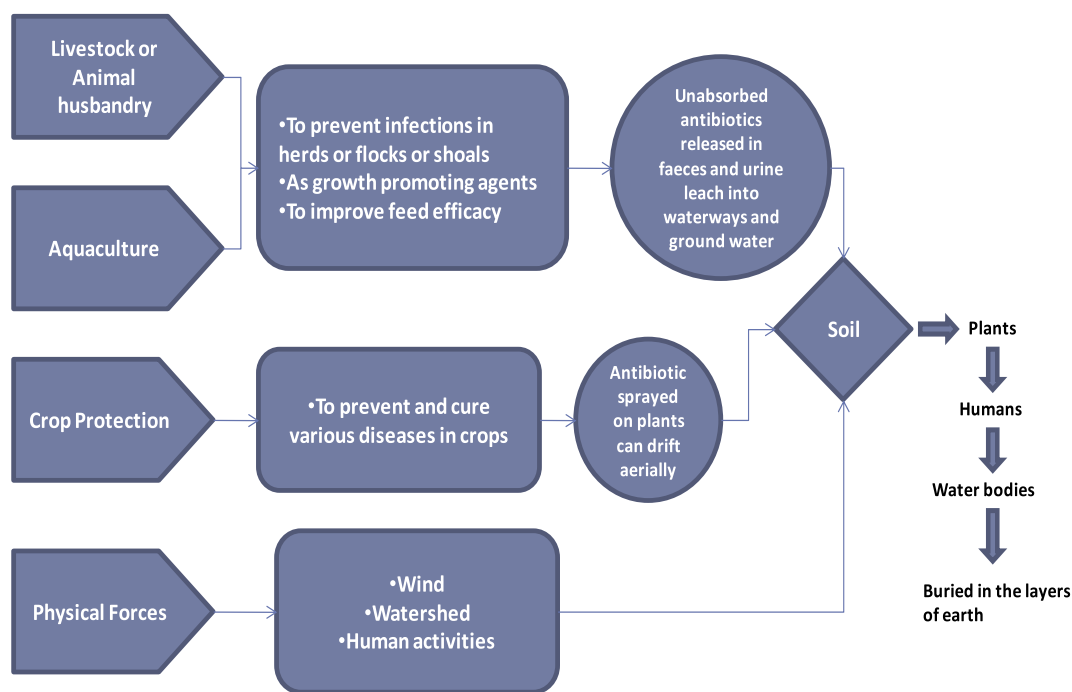 Livestock or
Animal
husbandry
•To prevent infections in
herds or flocks or shoals
•As growth promoting agents
•To improve feed efficacy
Unabsorbed
antibiotics
released in
faeces and urine
leach into
waterways and
ground water
Aquaculture
Soil
Plants
Humans
Water bodies
Buried in the layers
of earth
Crop Protection
•To prevent and cure
various diseases in crops
Antibiotic
sprayed
on plants
can drift
aerially
Physical Forces
•Wind
•Watershed
•Human activities